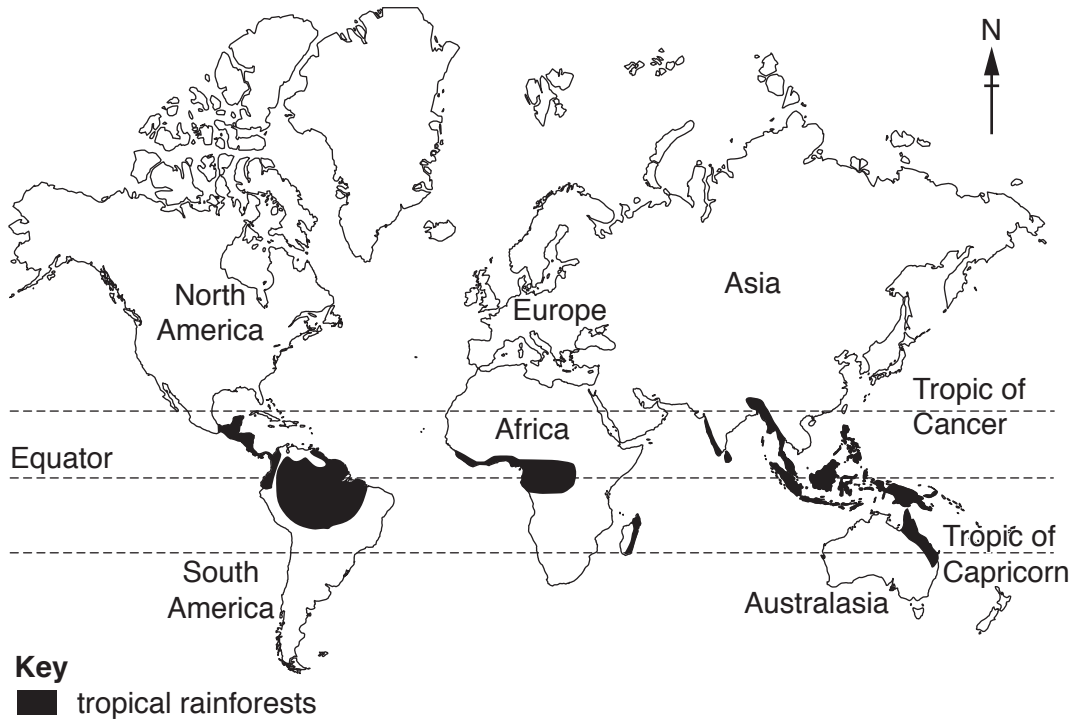 N
North
America
Europe
Asia
Africa
Tropic of
Cancer
Equator
Tropic of
Capricorn
South
America
Australasia
Key
tropical rainforests